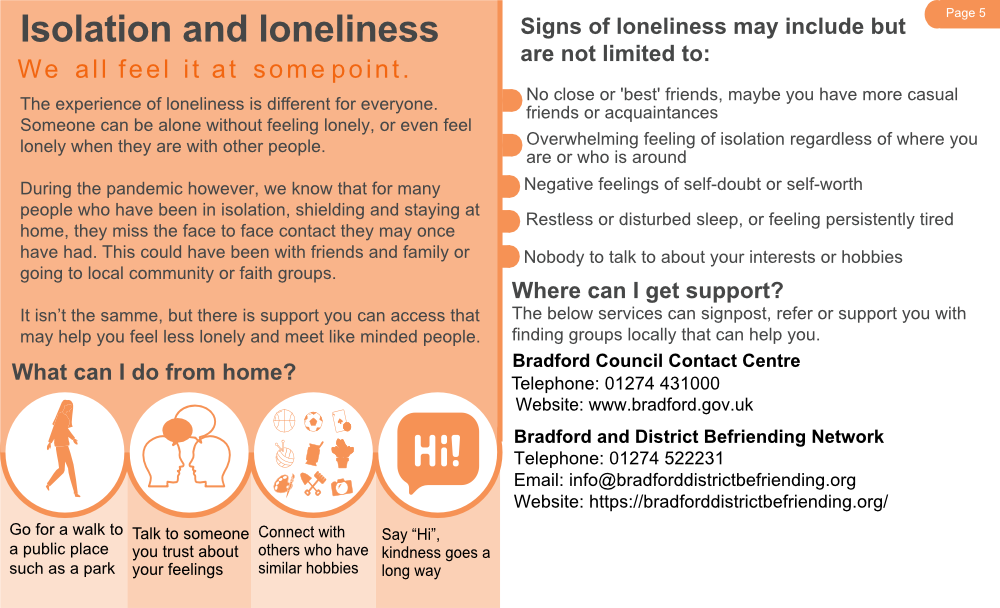 Isolation and loneliness
We all feel it at some point.
The experience of loneliness is different for everyone.
Someone can be alone without feeling lonely, or even feel
lonely when they are with other people.
During the pandemic however, we know that for many
people who have been in isolation, shielding and staying at
home, they miss the face to face contact they may once
have had. This could have been with friends and family or
going to local community or faith groups.
It isn’t the samme, but there is support you can access that
may help you feel less lonely and meet like minded people.
What can I do from home?
Hi!
Go for a walk to
a public place
such as a park
Talk to someone
you trust about
your feelings
Connect with
others who have
similar hobbies
Say “Hi”,
kindness goes a
long way
Page 5
Signs of loneliness may include but
are not limited to:
No close or 'best' friends, maybe you have more casual
friends or acquaintances
Overwhelming feeling of isolation regardless of where you
are or who is around
Negative feelings of self-doubt or self-worth
Restless or disturbed sleep, or feeling persistently tired
Nobody to talk to about your interests or hobbies
Where can I get support?
The below services can signpost, refer or support you with
finding groups locally that can help you.
Bradford Council Contact Centre
Telephone: 01274 431000
Website: www.bradford.gov.uk
Bradford and District Befriending Network
Telephone: 01274 522231
Email: info@bradforddistrictbefriending.org
Website: https://bradforddistrictbefriending.org/